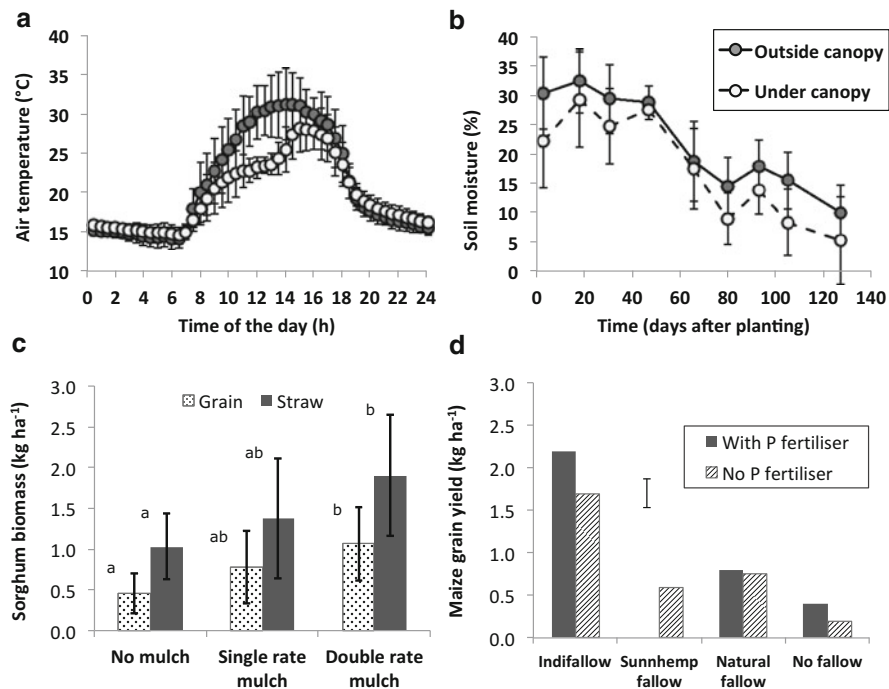 a
Air temperature (°C)
40
35
30
25
20
15
10
0 2 4 6 8 10 12 14 16 18 20 22 24
Time of the day (h)
b
Soil moisture (%)
40
35
30
25
20
15
10
5
0
0 20 40 60 80 100 120 140
Time (days after planting)
Outside canopy
Under canopy
c
Sorghum biomass (kg ha⁻¹)
3.0
2.5
2.0
1.5
1.0
0.5
0.0
Grain Straw
a a ab ab b b
No mulch Single rate Double rate
mulch mulch
d
Maize grain yield (kg ha⁻¹)
3.0
2.5
2.0
1.5
1.0
0.5
0.0
With P fertiliser
No P fertiliser
Indifallow Sunnhemp Natural No fallow
fallow fallow